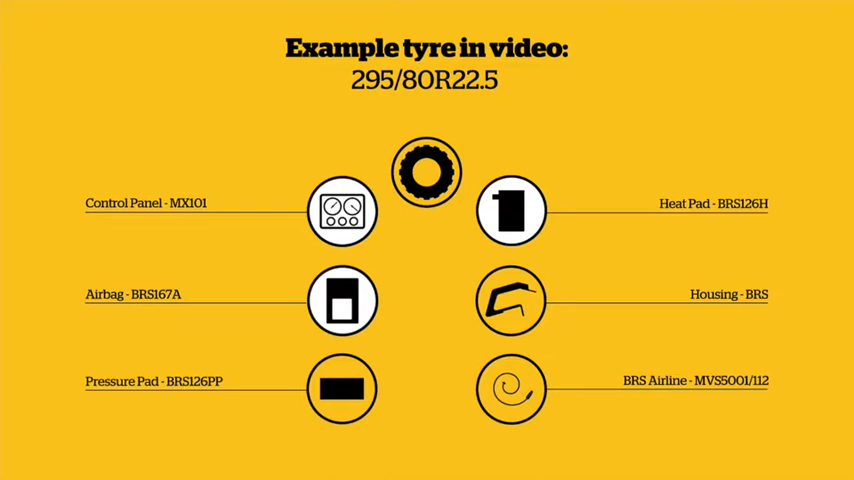 Example tyre in video:
295/80R22.5
Control Panel - MX101
Heat Pad - BRS126H
Airbag - BRS167A
Housing - BRS
Pressure Pad - BRS126PP
BRS Airline - MVS5001/112